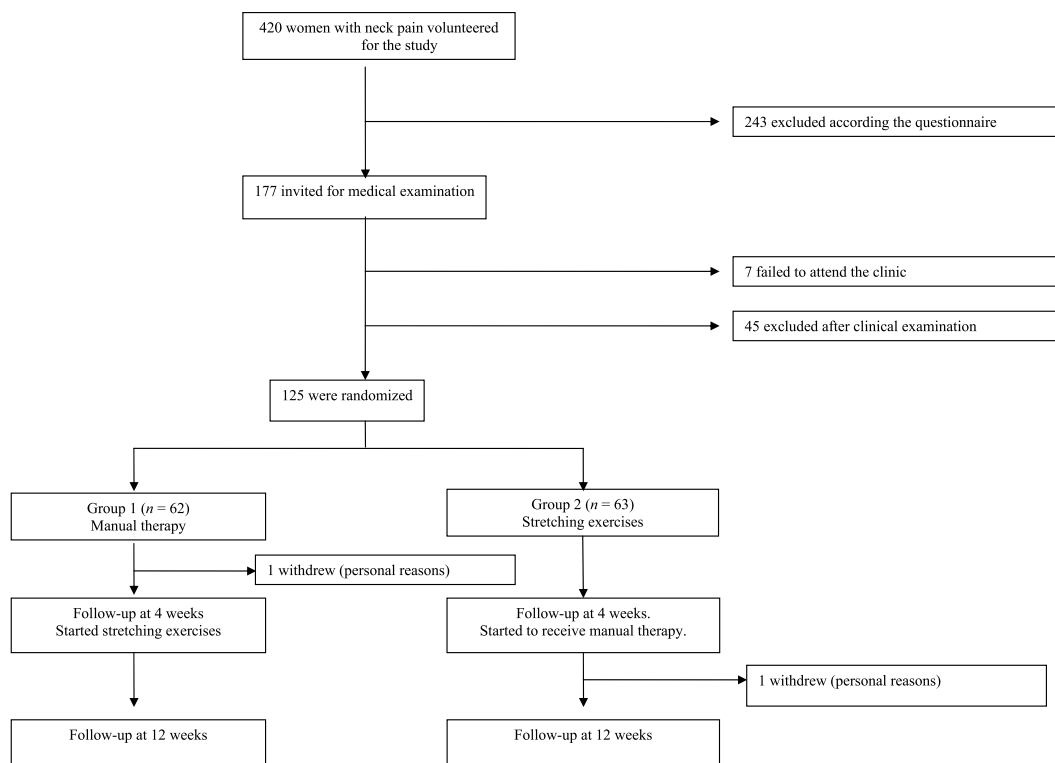 420 women with neck pain volunteered
for the study
243 excluded according the questionnaire
177 invited for medical examination
7 failed to attend the clinic
45 excluded after clinical examination
125 were randomized
Group 1 (n = 62)
Manual therapy
Group 2 (n = 63)
Stretching exercises
1 withdrew (personal reasons)
Follow-up at 4 weeks
Started stretching exercises
Follow-up at 4 weeks.
Started to receive manual therapy.
1 withdrew (personal reasons)
Follow-up at 12 weeks
Follow-up at 12 weeks